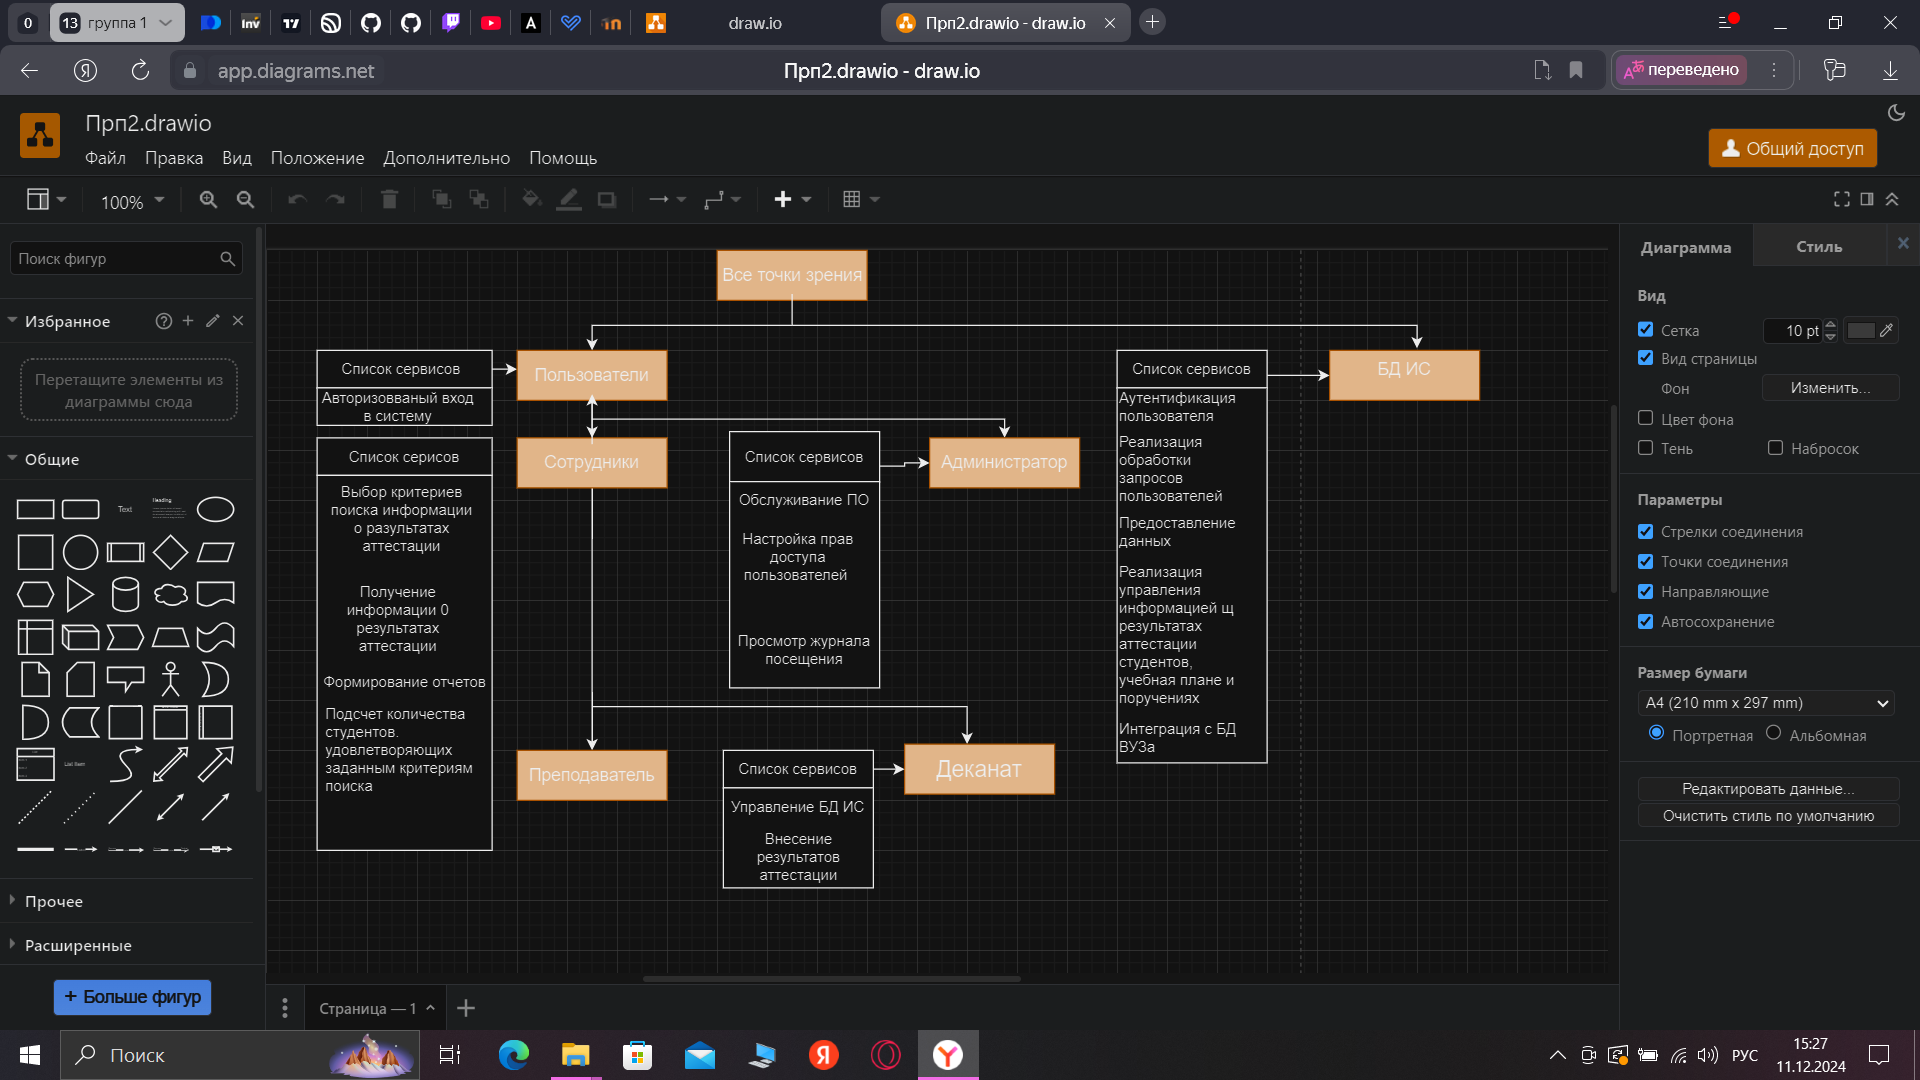 0
13 группа 1
inv
A
in
draw.io
Прп2.drawio - draw.io
app.diagrams.net
Прп2.drawio - draw.io
переведено
Прп2.drawio
Файл Правка Вид Положение Дополнительно Помощь
Общий доступ
100%
Поиск фигур
Избранное
Перетащите элементы из
диаграммы сюда
Общие
Text
Heading
List Item
Прочее
Расширенные
+ Больше фигур
Все точки зрения
Список сервисов
Авторизовваный вход
в систему
Пользователи
Список серисов
Выбор критериев
поиска информации
о разультатах
аттестации
Получение
информации 0
результатах
аттестации
Формирование отчетов
Подсчет количества
студентов.
удовлетворяющих
заданным критериям
поиска
Сотрудники
Список сервисов
Обслуживание ПО
Настройка прав
доступа
пользователей
Просмотр журнала
посещения
Администратор
Преподаватель
Список сервисов
Управление БД ИС
Внесение
результатов
аттестации
Деканат
Список сервисов
Аутентификация
пользователя
Реализация
обработки
запросов
пользователей
Предоставление
данных
Реализация
управления
информацией щ
результатах
аттестации
студентов,
учебная плане и
поручениях
Интеграция с БД
ВУЗа
БД ИС
Диаграмма Стиль
Вид
Сетка 10 pt
Вид страницы
Фон Изменить...
Цвет фона
Тень Набросок
Параметры
Стрелки соединения
Точки соединения
Направляющие
Автосохранение
Размер бумаги
A4 (210 mm x 297 mm)
Портретная Альбомная
Редактировать данные...
Очистить стиль по умолчанию
Страница — 1
Поиск
РУС
15:27
11.12.2024